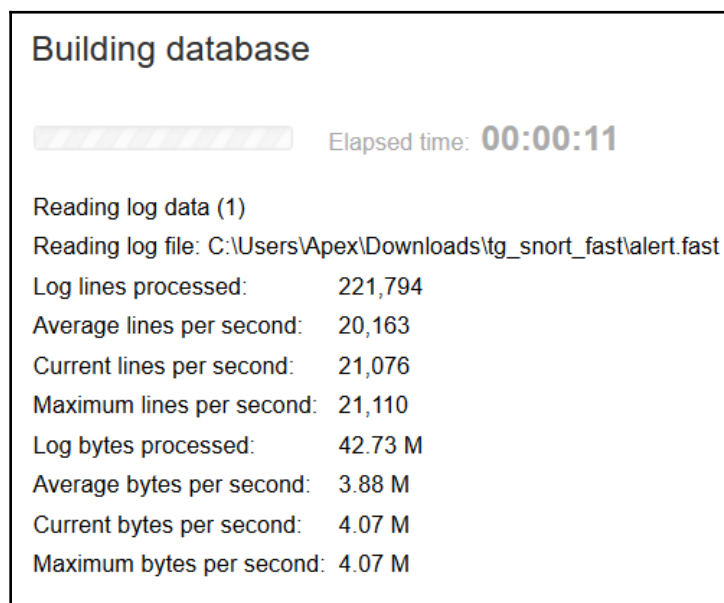 Building database
Elapsed time: 00:00:11
Reading log data (1)
Reading log file: C:\Users\Apex\Downloads\tg_snort_fast\alert.fast
Log lines processed: 221,794
Average lines per second: 20,163
Current lines per second: 21,076
Maximum lines per second: 21,110
Log bytes processed: 42.73 M
Average bytes per second: 3.88 M
Current bytes per second: 4.07 M
Maximum bytes per second: 4.07 M